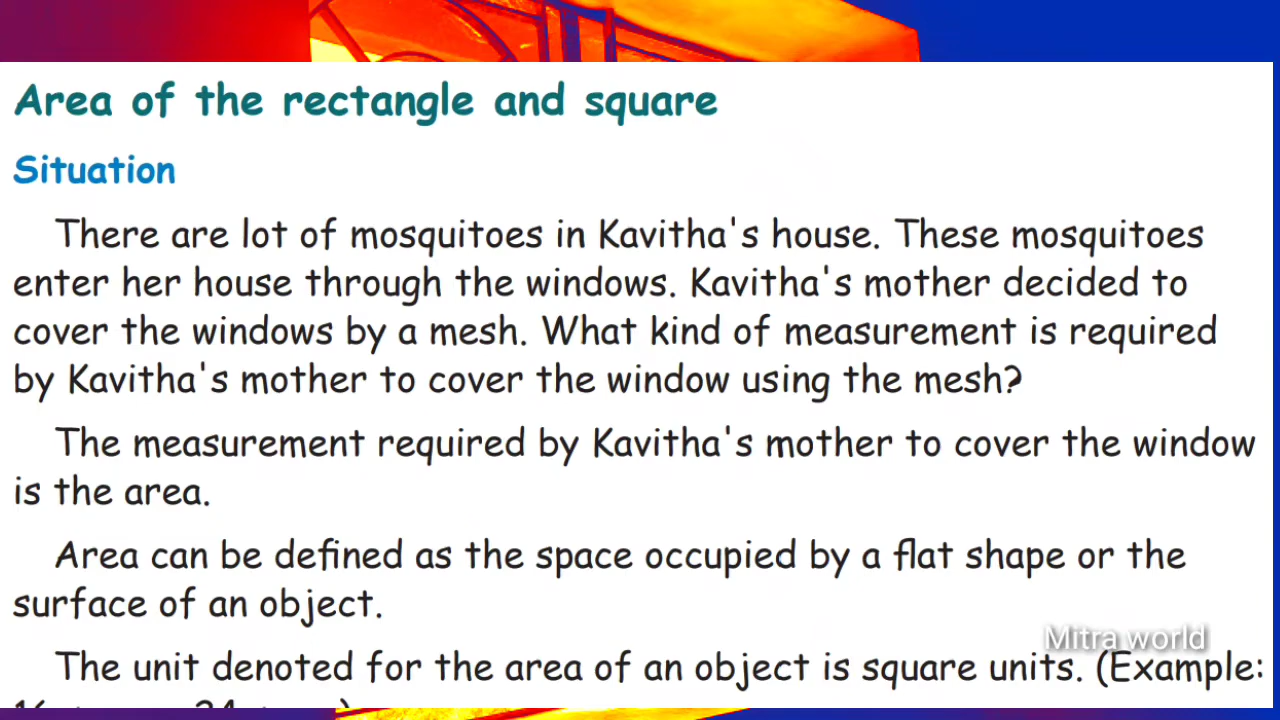 Area of the rectangle and square
Situation
There are lot of mosquitoes in Kavitha's house. These mosquitoes
enter her house through the windows. Kavitha's mother decided to
cover the windows by a mesh. What kind of measurement is required
by Kavitha's mother to cover the window using the mesh?
The measurement required by Kavitha's mother to cover the window
is the area.
Area can be defined as the space occupied by a flat shape or the
surface of an object.
Mitra world
The unit denoted for the area of an object is square units. (Example: